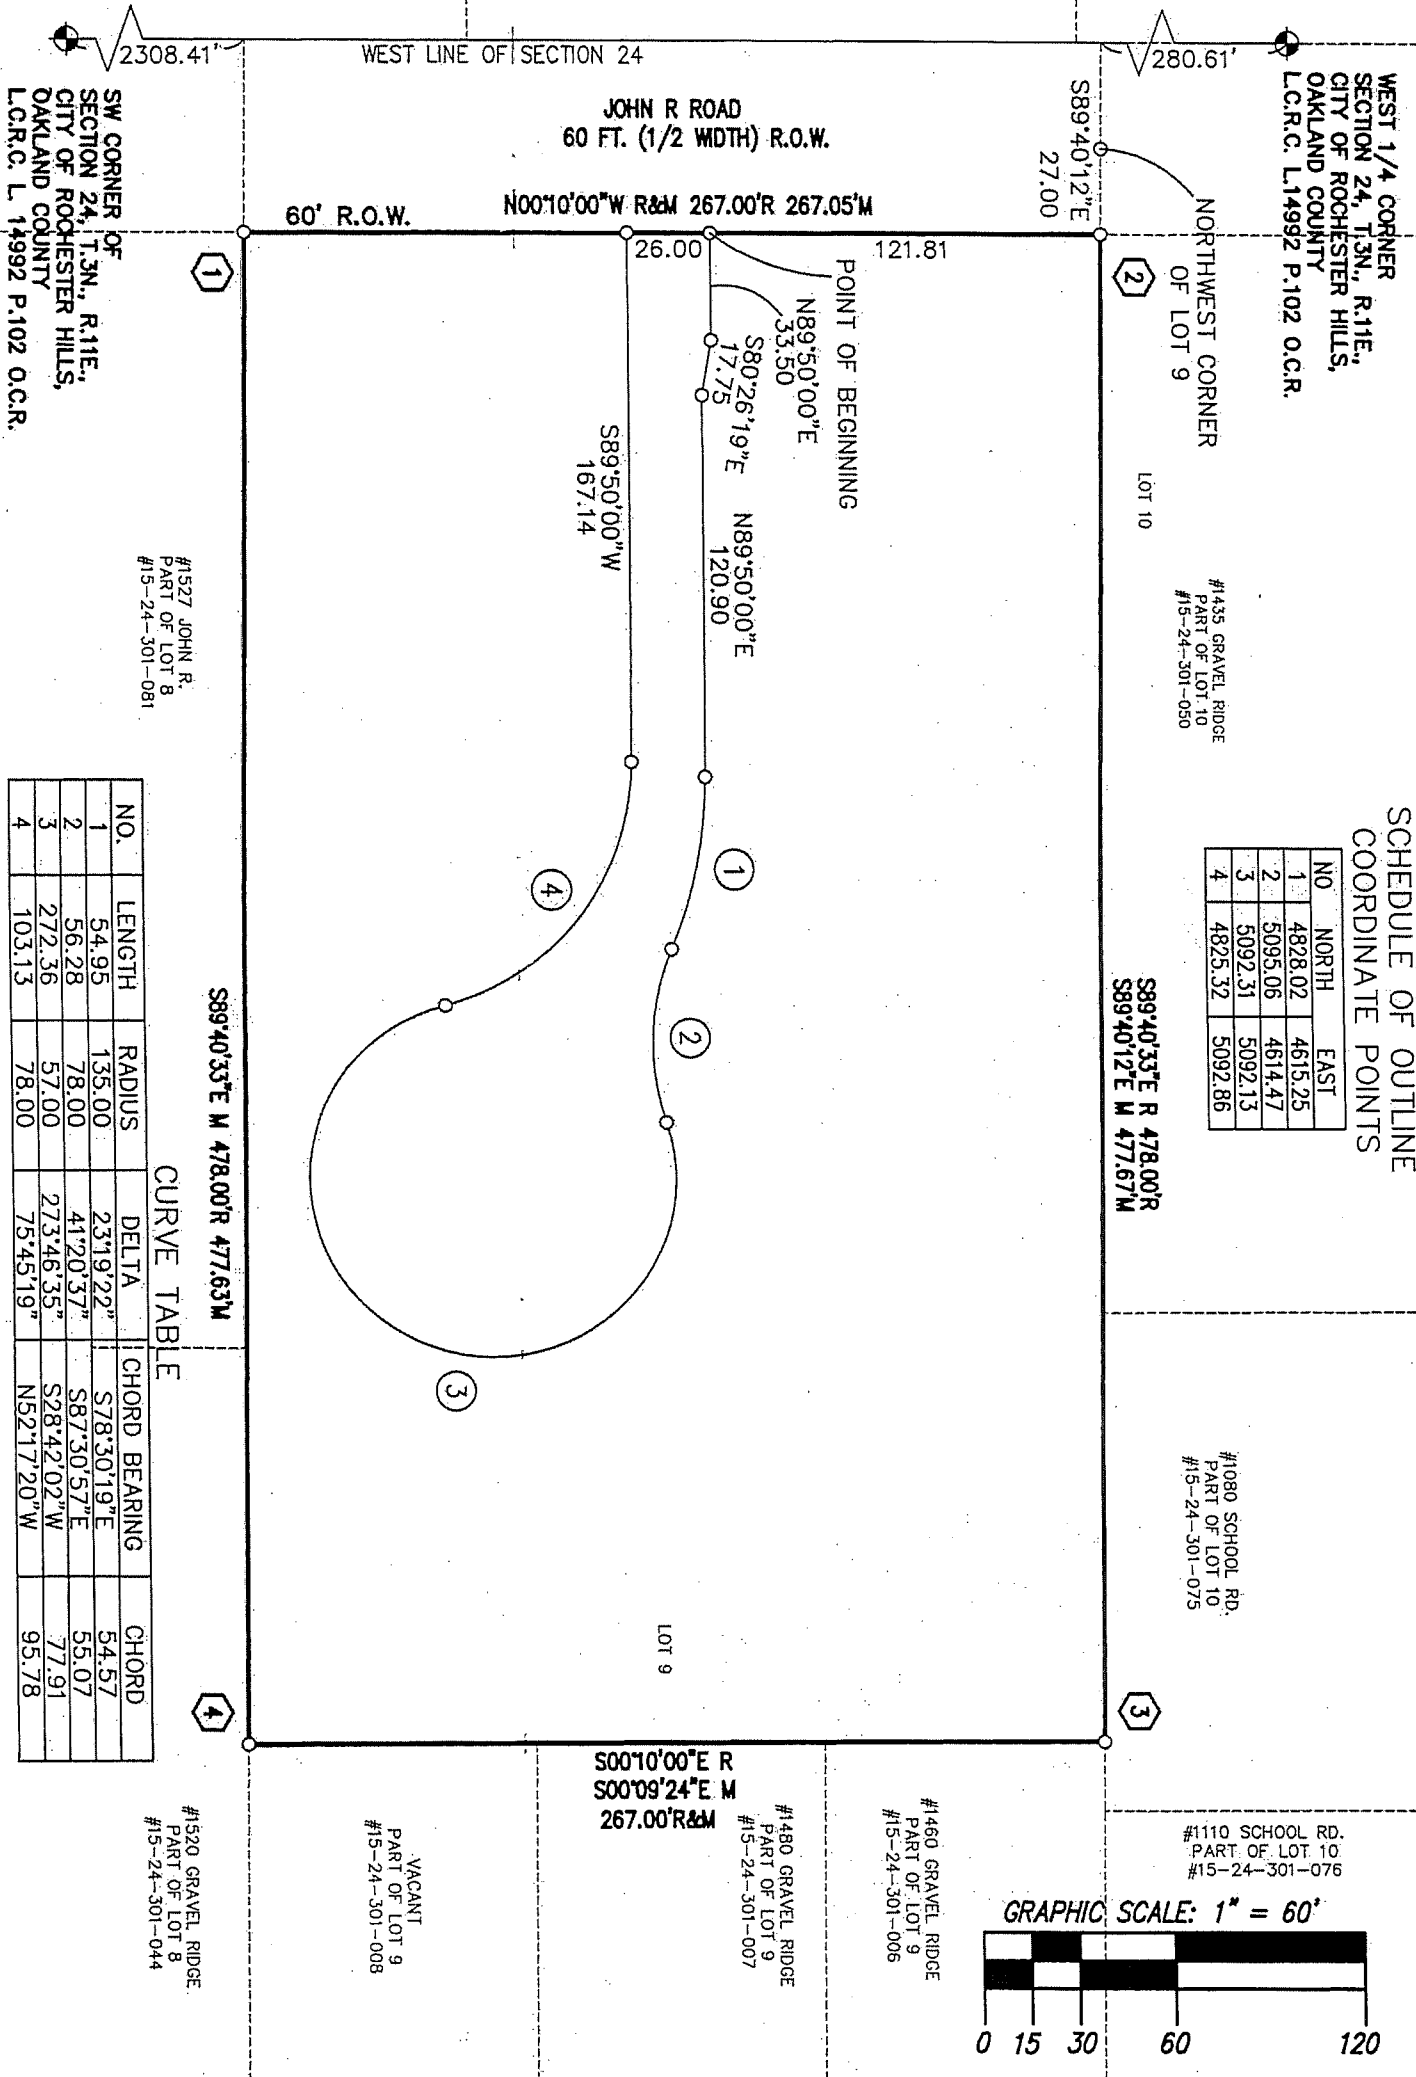 2308.41'
WEST LINE OF SECTION 24
280.61'
WEST 1/4 CORNER
SECTION 24, T.3N., R.11E.,
CITY OF ROCHESTER HILLS,
OAKLAND COUNTY
L.C.R.C. L.14992 P.102 O.C.R.
SW CORNER OF
SECTION 24, T.3N., R.11E.,
CITY OF ROCHESTER HILLS,
OAKLAND COUNTY
L.C.R.C. L. 14992 P.102 O.C.R.
JOHN R ROAD
60 FT. (1/2 WIDTH) R.O.W.
S89°40'12"E
27.00
NORTHWEST CORNER
OF LOT 9
60' R.O.W.
N00°10'00"W R&M 267.00'R 267.05'M
26.00
121.81
1
2
POINT OF BEGINNING
N89°50'00"E
33.50
S80°26'19"E
17.75
N89°50'00"E
120.90
S89°50'00"W
167.14
LOT 10
#1435 GRAVEL RIDGE
PART OF LOT 10
#15-24-301-050
#1527 JOHN R.
PART OF LOT 8
#15-24-301-081
SCHEDULE OF OUTLINE
COORDINATE POINTS
NO NORTH EAST
1 4828.02 4615.25
2 5095.06 4614.47
3 5092.31 5092.13
4 4825.32 5092.86
1
2
3
4
S89°40'33"E R 478.00'R
S89°40'12"E M 477.67'M
S89°40'33"E M 478.00'R 477.63'M
CURVE TABLE
NO. LENGTH RADIUS DELTA CHORD BEARING CHORD
1 54.95 135.00 23°19'22" S78°30'19"E 54.57
2 56.28 78.00 41°20'37" S87°30'57"E 55.07
3 272.36 57.00 273°46'35" S28°42'02"W 77.91
4 103.13 78.00 75°45'19" N52°17'20"W 95.78
#1080 SCHOOL RD.
PART OF LOT 10
#15-24-301-075
LOT 9
3
4
S00°10'00"E R
S00°09'24"E M
267.00'R&M
#1520 GRAVEL RIDGE
PART OF LOT 8
#15-24-301-044
VACANT
PART OF LOT 9
#15-24-301-008
#1480 GRAVEL RIDGE
PART OF LOT 9
#15-24-301-007
#1460 GRAVEL RIDGE
PART OF LOT 9
#15-24-301-006
#1110 SCHOOL RD.
PART OF LOT 10
#15-24-301-076
GRAPHIC SCALE: 1" = 60'
0 15 30 60 120